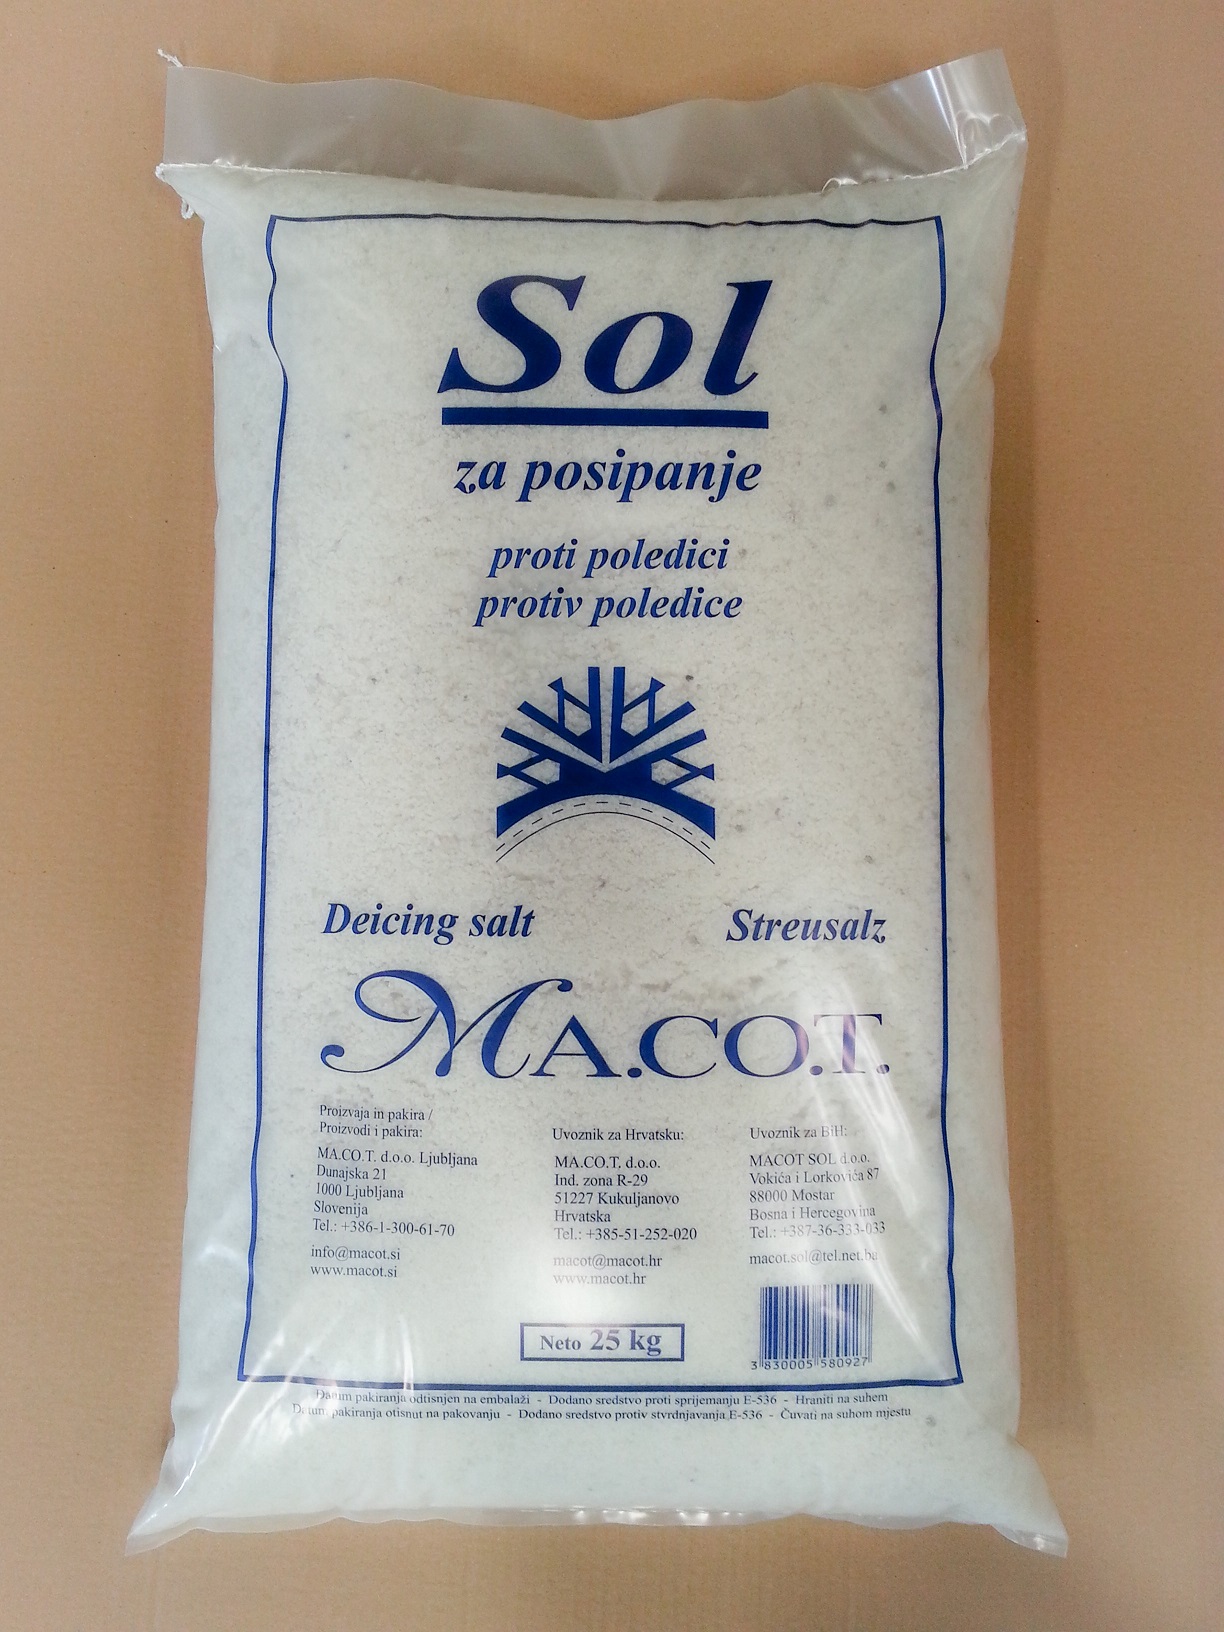 Sol
za posipanje
proti poledici
protiv poledice
Deicing salt
Streusalz
MA.CO.T.
Proizvaja in pakira /
Proizvodi i pakira:
MA.CO.T. d.o.o. Ljubljana
Dunajska 21
1000 Ljubljana
Slovenija
Tel.: +386-1-300-61-70
info@macot.si
www.macot.si
Uvoznik za Hrvatsku:
MA.CO.T. d.o.o.
Ind. zona R-29
51227 Kukuljanovo
Hrvatska
Tel.: +385-51-252-020
macot@macot.hr
www.macot.hr
Uvoznik za BiH:
MACOT SOL d.o.o.
Vokića i Lorkovića 87
88000 Mostar
Bosna i Hercegovina
Tel.: +387-36-333-033
macot.sol@tel.net.ba
Neto 25 kg
3 830005 580927
Datum pakiranja odtisnjen na embalaži - Dodano sredstvo proti sprijemanju E-536 - Hraniti na suhem
Datum pakiranja otisnut na pakovanju - Dodano sredstvo protiv stvrdnjavanja E-536 - Čuvati na suhom mjestu